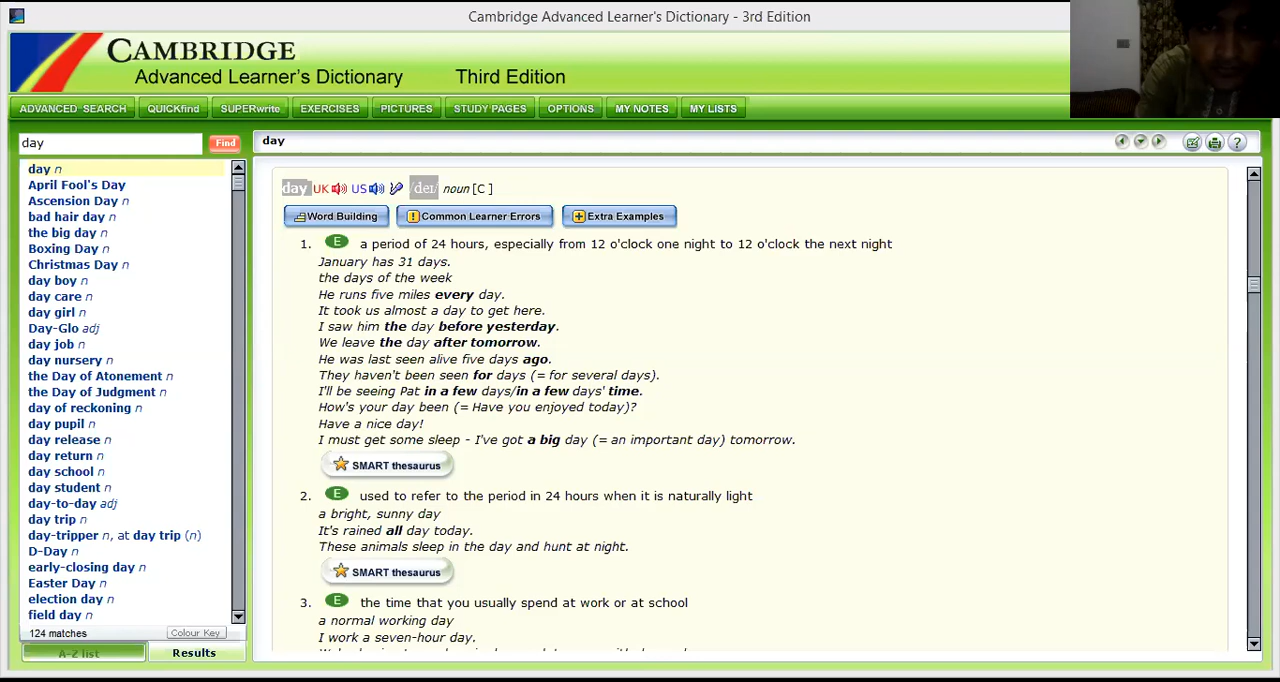 Cambridge Advanced Learner's Dictionary - 3rd Edition
CAMBRIDGE
Advanced Learner's Dictionary Third Edition
ADVANCED SEARCH QUICKfind SUPERwrite EXERCISES PICTURES STUDY PAGES OPTIONS MY NOTES MY LISTS
day Find
day n
April Fool's Day
Ascension Day n
bad hair day n
the big day n
Boxing Day n
Christmas Day n
day boy n
day care n
day girl n
Day-Glo adj
day job n
day nursery n
the Day of Atonement n
the Day of Judgment n
day of reckoning n
day pupil n
day release n
day return n
day school n
day student n
day-to-day adj
day trip n
day-tripper n, at day trip (n)
D-Day n
early-closing day n
Easter Day n
election day n
field day n
124 matches Colour Key
A-Z list Results
day
day UK US /deɪ/ noun [C ]
Word Building Common Learner Errors Extra Examples
1. E a period of 24 hours, especially from 12 o'clock one night to 12 o'clock the next night
January has 31 days.
the days of the week
He runs five miles every day.
It took us almost a day to get here.
I saw him the day before yesterday.
We leave the day after tomorrow.
He was last seen alive five days ago.
They haven't been seen for days (= for several days).
I'll be seeing Pat in a few days/in a few days' time.
How's your day been (= Have you enjoyed today)?
Have a nice day!
I must get some sleep - I've got a big day (= an important day) tomorrow.
SMART thesaurus
2. E used to refer to the period in 24 hours when it is naturally light
a bright, sunny day
It's rained all day today.
These animals sleep in the day and hunt at night.
SMART thesaurus
3. E the time that you usually spend at work or at school
a normal working day
I work a seven-hour day.